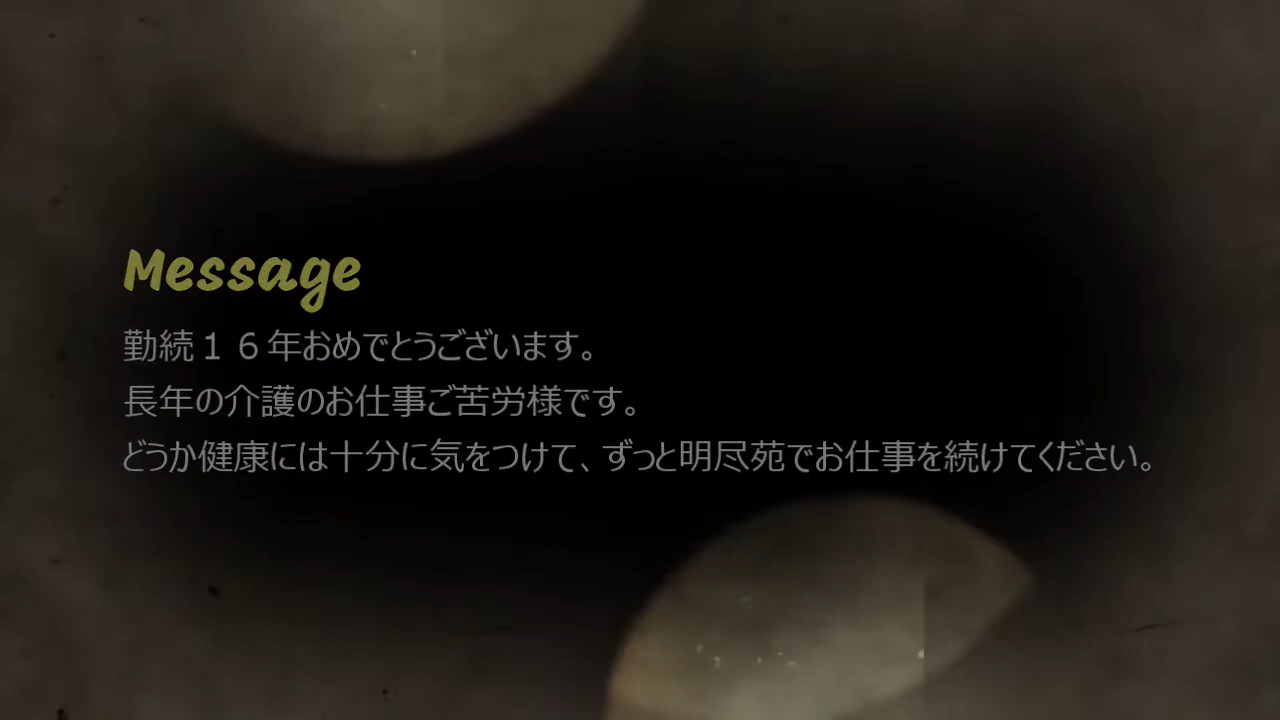 Message
勤続１６年おめでとうございます。
長年の介護のお仕事ご苦労様です。
どうか健康には十分に気をつけて、ずっと明尽苑でお仕事を続けてください。